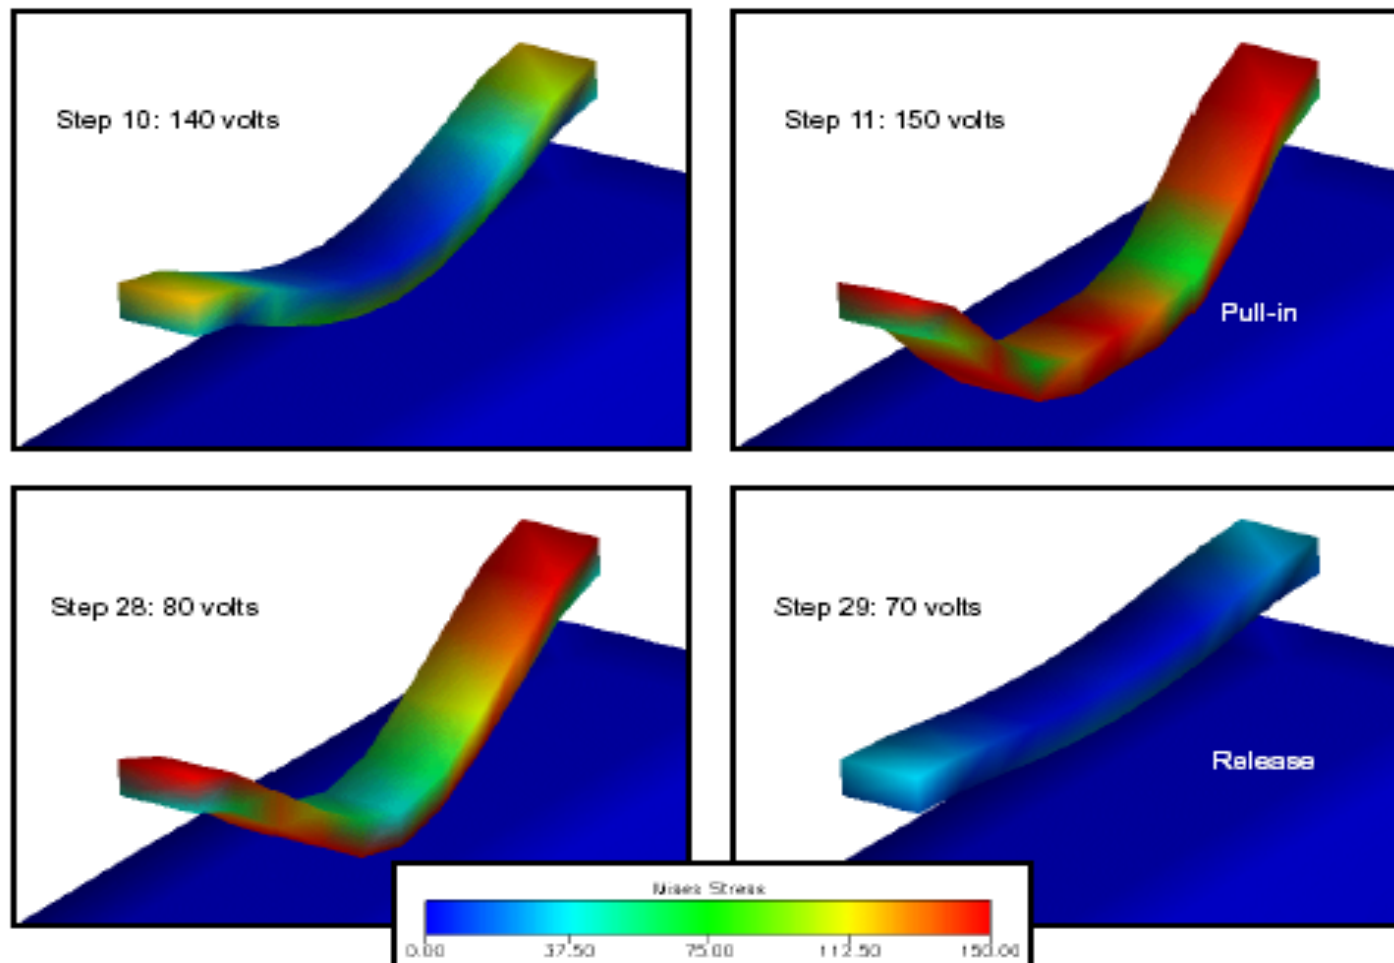 Step 10: 140 volts
Step 11: 150 volts
Pull-in
Step 28: 80 volts
Step 29: 70 volts
Release
Mises Stress
0.00 37.50 75.00 112.50 150.00